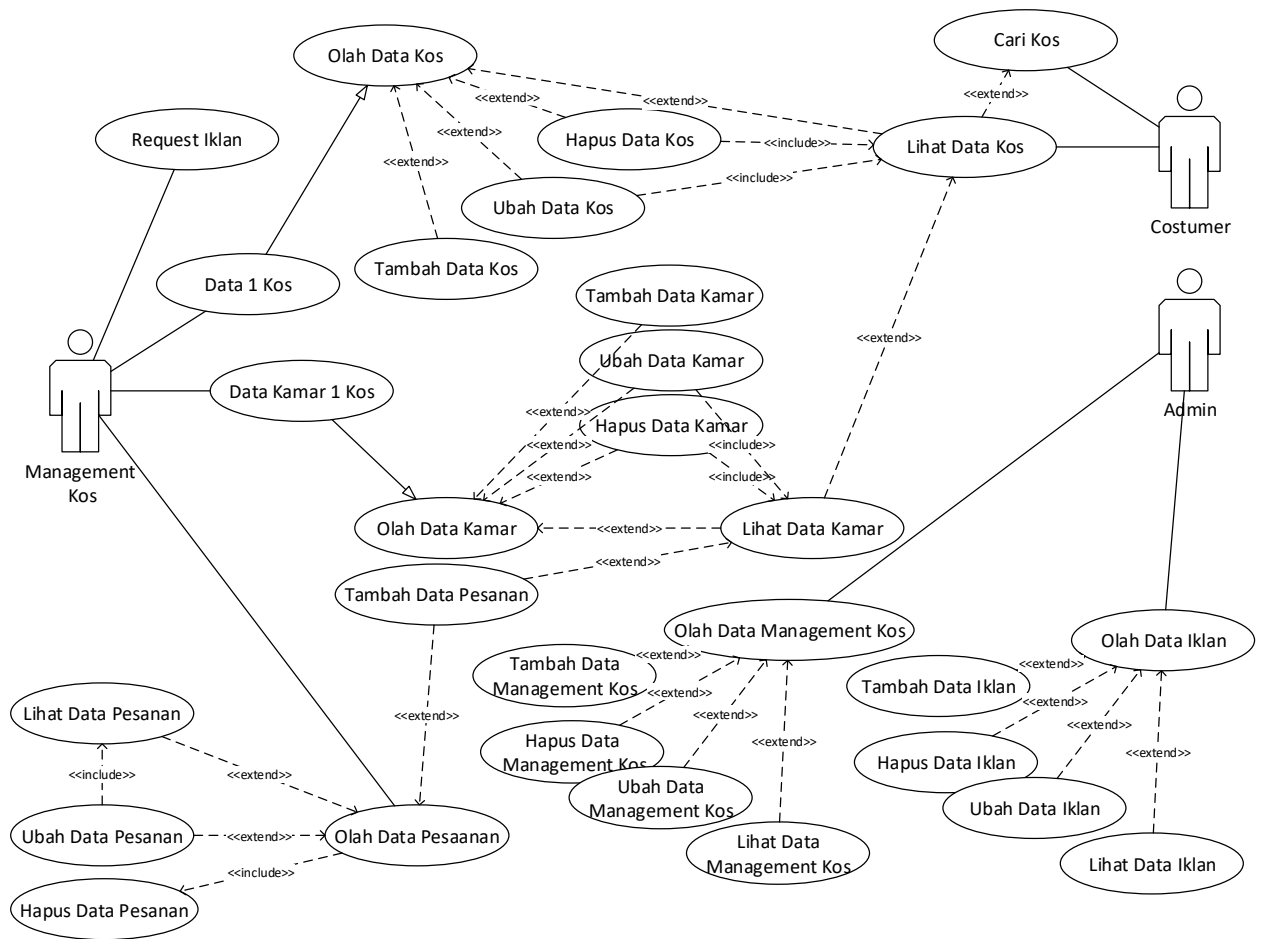 Cari Kos
Olah Data Kos
<<extend>>
<<extend>>
<<extend>>
<<extend>>
Request Iklan
Hapus Data Kos
<<include>>
Lihat Data Kos
<<extend>>
<<extend>>
<<include>>
Ubah Data Kos
Costumer
Tambah Data Kos
Data 1 Kos
Tambah Data Kamar
<<extend>>
Ubah Data Kamar
Data Kamar 1 Kos
Admin
<<extend>>
Hapus Data Kamar
<<extend>>
<<include>>
<<extend>>
<<include>>
Management
Kos
Olah Data Kamar
<<extend>>
Lihat Data Kamar
<<extend>>
Tambah Data Pesanan
Olah Data Management Kos
Olah Data Iklan
<<extend>>
Tambah Data
Management Kos
<<extend>>
<<extend>>
Tambah Data Iklan
<<extend>>
Lihat Data Pesanan
<<extend>>
<<extend>>
<<extend>>
Hapus Data
Management Kos
<<extend>>
<<extend>>
Hapus Data Iklan
<<include>>
<<extend>>
Ubah Data
Management Kos
Ubah Data Iklan
Ubah Data Pesanan
<<extend>>
Olah Data Pesaanan
Lihat Data
Management Kos
Lihat Data Iklan
<<include>>
Hapus Data Pesanan